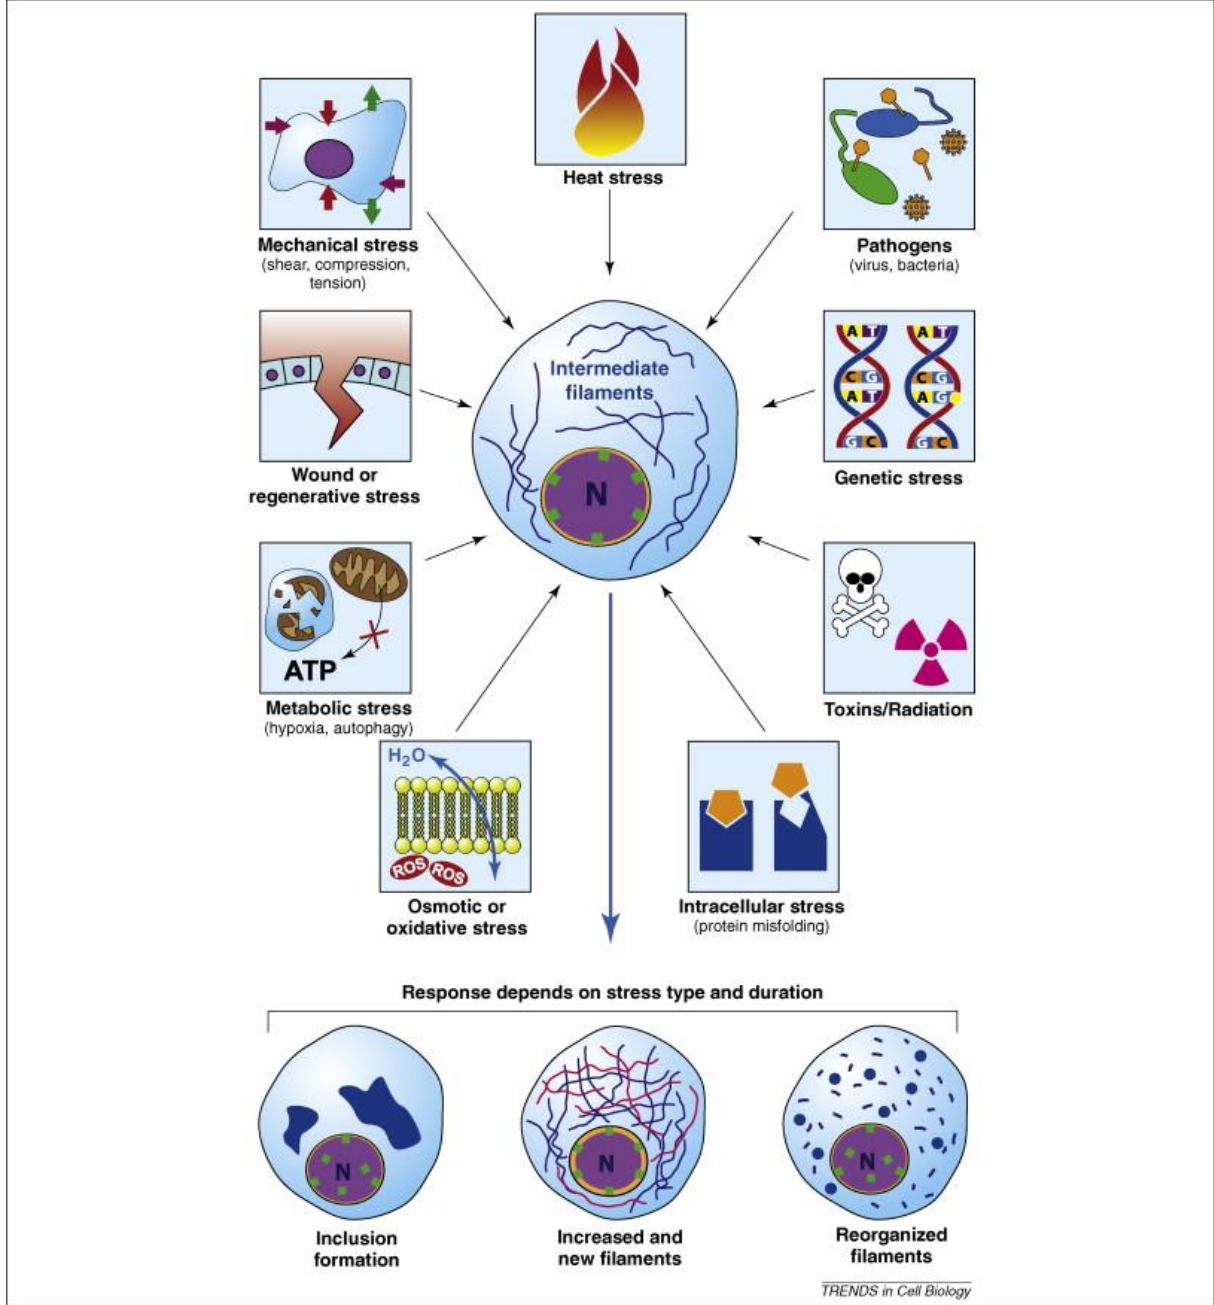 Heat stress
Mechanical stress
(shear, compression,
tension)
Pathogens
(virus, bacteria)
Intermediate
filaments
N
Wound or
regenerative stress
A T A T
C G C G
A T A G
G C G C
Genetic stress
ATP
Metabolic stress
(hypoxia, autophagy)
Toxins/Radiation
H2O
ROS ROS
Osmotic or
oxidative stress
Intracellular stress
(protein misfolding)
Response depends on stress type and duration
N
N
N
Inclusion
formation
Increased and
new filaments
Reorganized
filaments
TRENDS in Cell Biology